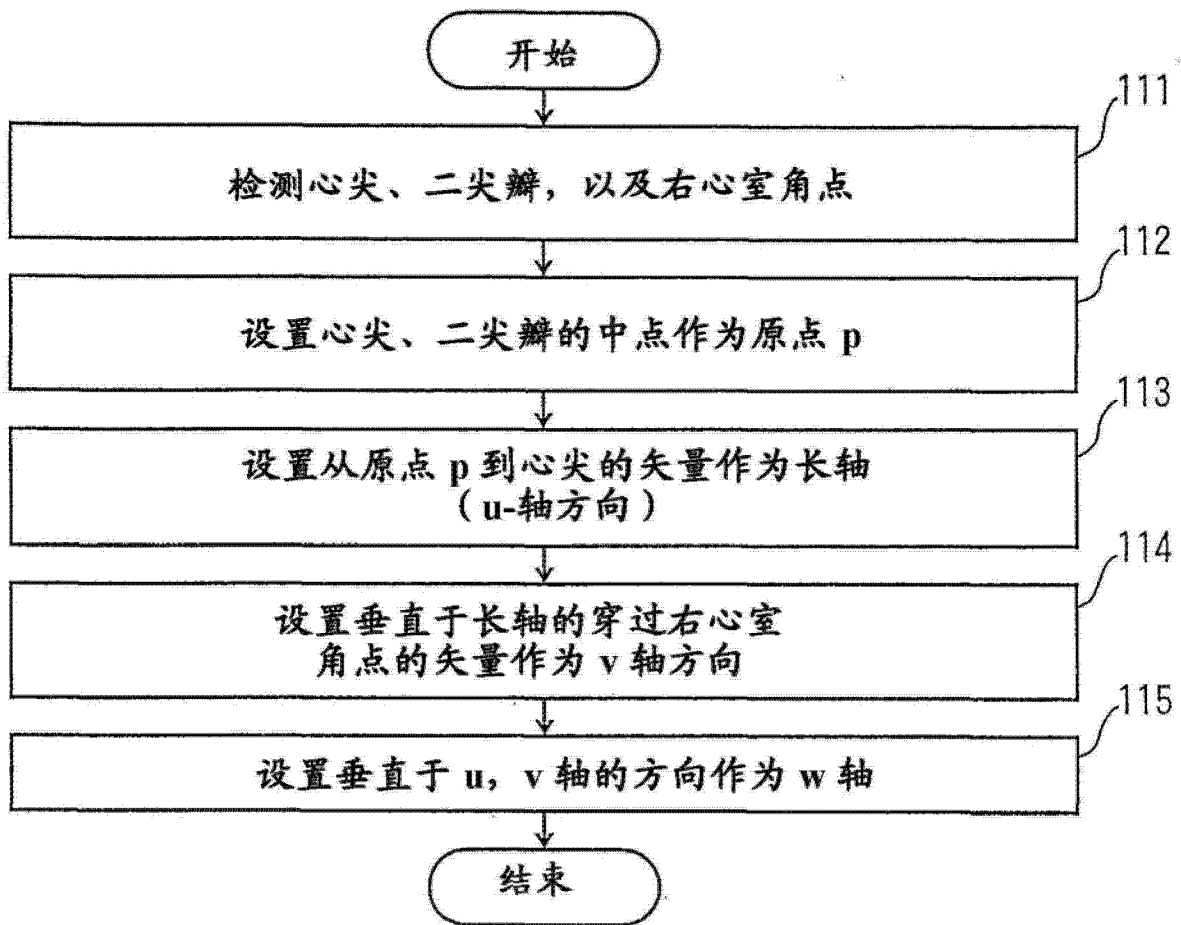 开始
111
检测心尖、二尖瓣，以及右心室角点
112
设置心尖、二尖瓣的中点作为原点 p
113
设置从原点 p 到心尖的矢量作为长轴
（u-轴方向）
114
设置垂直于长轴的穿过右心室
角点的矢量作为 v 轴方向
115
设置垂直于 u，v 轴的方向作为 w 轴
结束